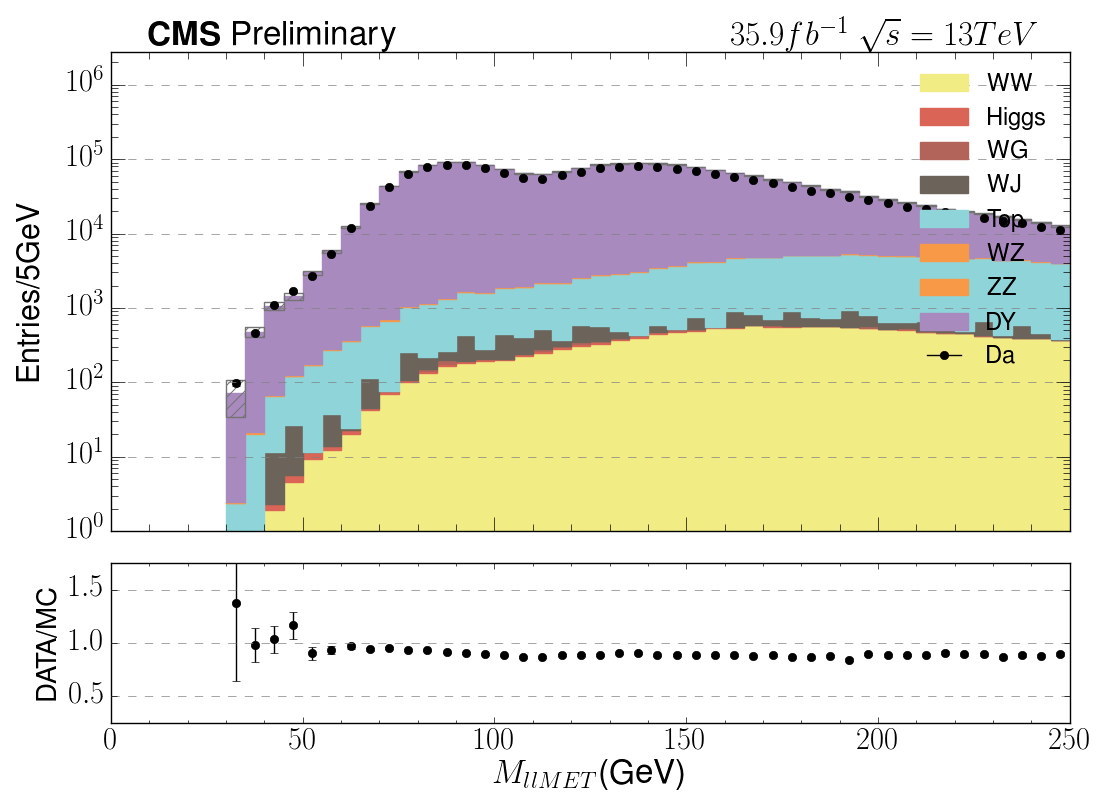 CMS Preliminary 35.9fb⁻¹ √s = 13TeV
Entries/5GeV
10⁶
10⁵
10⁴
10³
10²
10¹
10⁰
WW
Higgs
WG
WJ
Top
WZ
ZZ
DY
Da
DATA/MC
1.5
1.0
0.5
0 50 100 150 200 250
M_{llMET}(GeV)